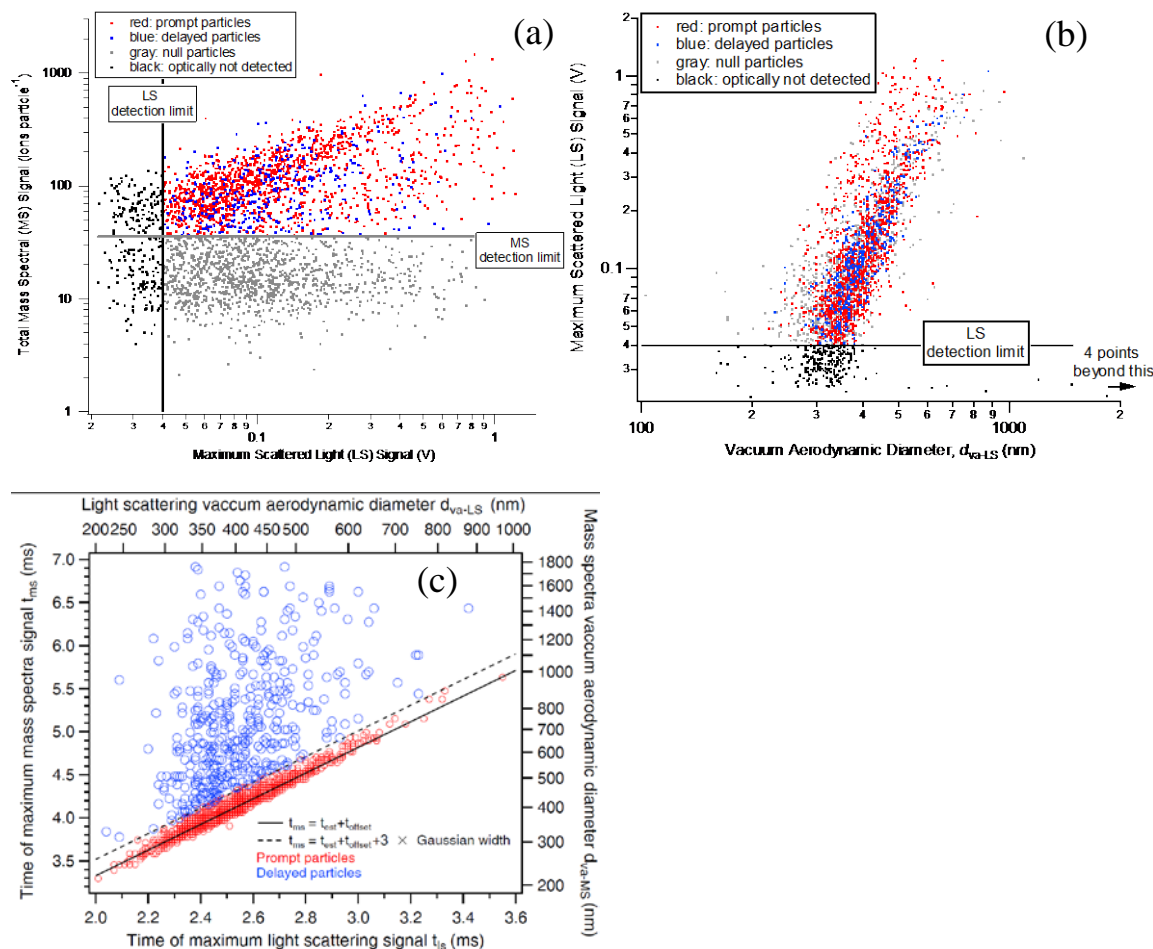 red: prompt particles
blue: delayed particles
gray: null particles
black: optically not detected
(a)
LS
detection limit
MS
detection limit
Total Mass Spectral (MS) Signal (Ions particle⁻¹)
1000
100
10
1
2 3 4 5 6 7 8 9 0.1 2 3 4 5 6 7 8 9 1
Maximum Scattered Light (LS) Signal (V)
red: prompt particles
blue: delayed particles
gray: null particles
black: optically not detected
(b)
LS
detection limit
4 points
beyond this
Maximum Scattered Light (LS) Signal (V)
2
1
7
6
5
4
3
2
0.1
7
6
5
4
3
100 2 3 4 5 6 7 8 9 1000 2
Vacuum Aerodynamic Diameter, dva-LS (nm)
Light scattering vaccum aerodynamic diameter dva-LS (nm)
200 250 300 350 400 450 500 600 700 800 900 1000
(c)
Time of maximum mass spectra signal tms (ms)
7.0
6.5
6.0
5.5
5.0
4.5
4.0
3.5
1800
1400
1100
1000
800
700
600
500
400
300
200
Mass spectra vaccum aerodynamic diameter dva-MS (nm)
tms = test+toffset
tms = test+toffset+3 × Gaussian width
Prompt particles
Delayed particles
2.0 2.2 2.4 2.6 2.8 3.0 3.2 3.4 3.6
Time of maximum light scattering signal tls (ms)